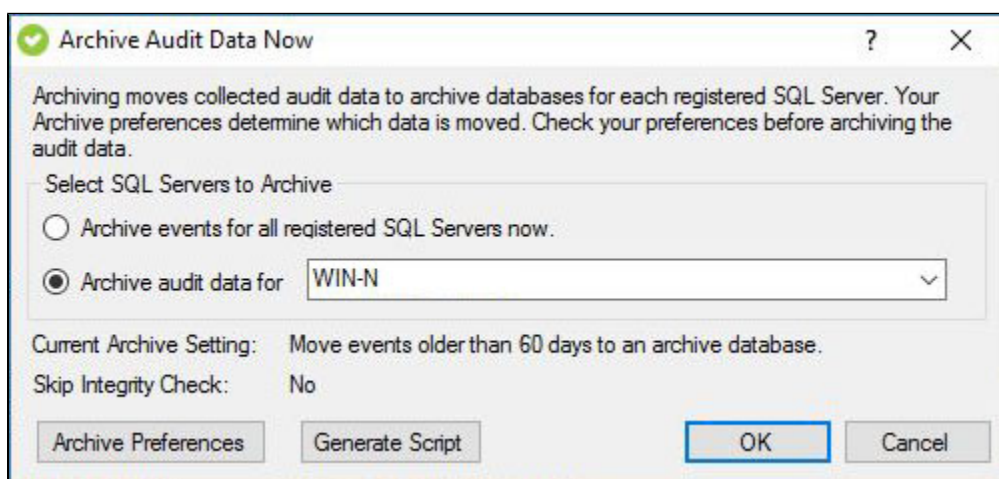 Archive Audit Data Now ?
Archiving moves collected audit data to archive databases for each registered SQL Server. Your
Archive preferences determine which data is moved. Check your preferences before archiving the
audit data.
Select SQL Servers to Archive
Archive events for all registered SQL Servers now.
Archive audit data for WIN-N
Current Archive Setting: Move events older than 60 days to an archive database.
Skip Integrity Check: No
Archive Preferences Generate Script OK Cancel